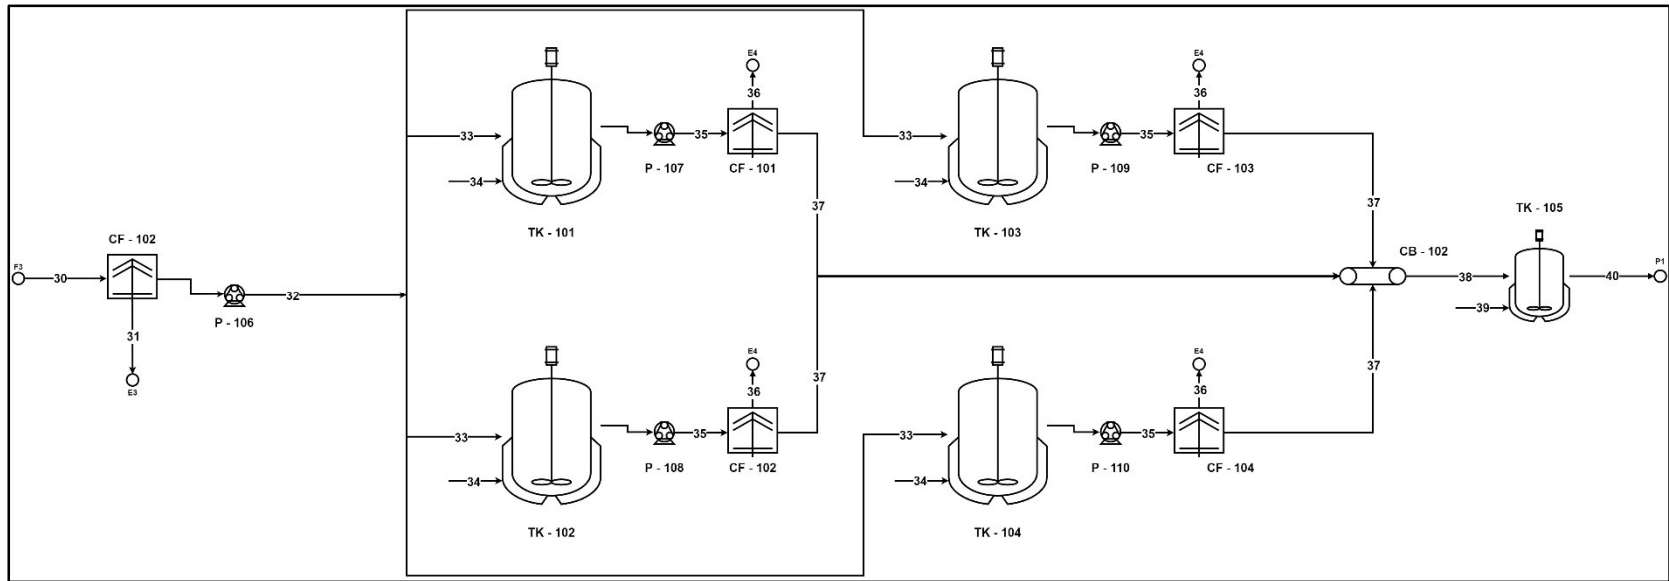 E4
E4
36
36
33
35
33
35
P - 107
CF - 101
P - 109
CF - 103
34
34
37
37
TK - 101
TK - 103
TK - 105
CF - 102
CB - 102
F3
30
38
40
P1
32
39
P - 106
31
E4
E4
37
37
E3
36
36
33
35
33
35
P - 108
CF - 102
P - 110
CF - 104
34
34
TK - 102
TK - 104